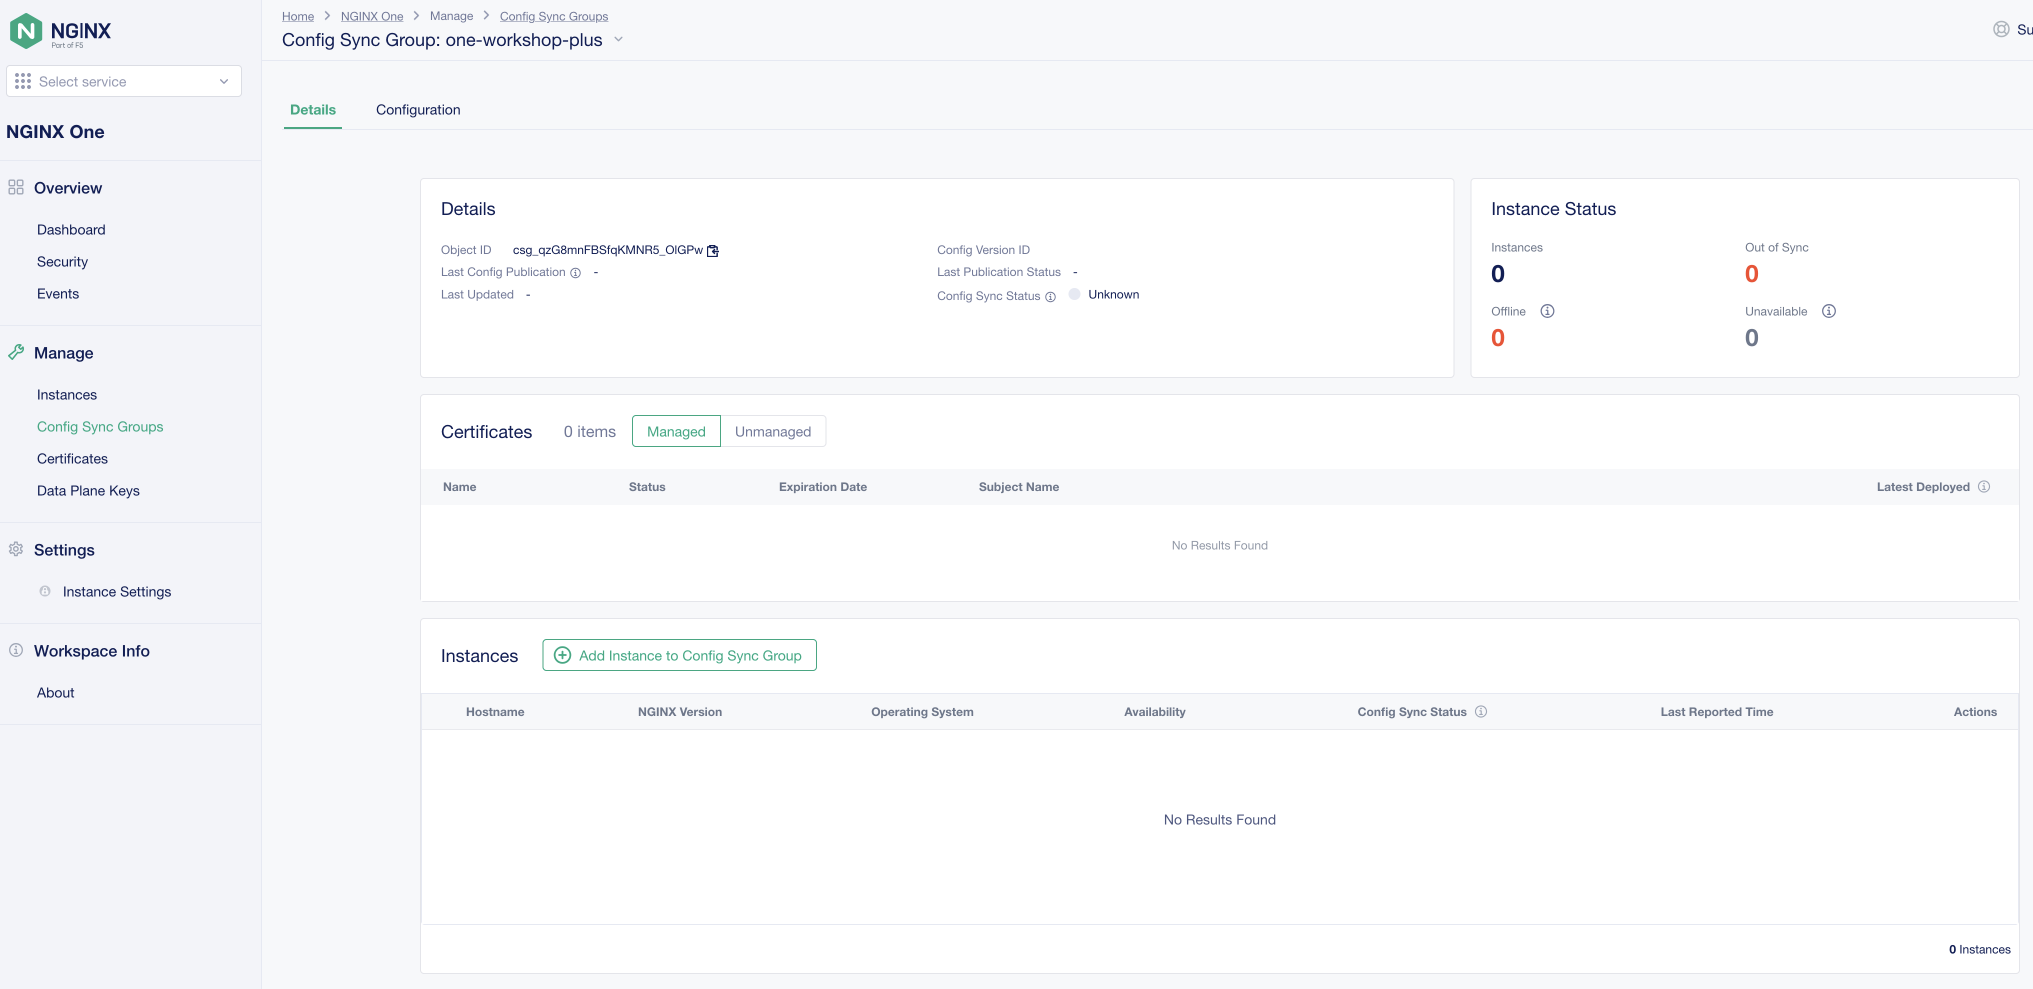 NGINX
Part of F5
Select service
NGINX One
Overview
Dashboard
Security
Events
Manage
Instances
Config Sync Groups
Certificates
Data Plane Keys
Settings
Instance Settings
Workspace Info
About
Home > NGINX One > Manage > Config Sync Groups
Config Sync Group: one-workshop-plus
Su
Details Configuration
Details
Object ID csg_qzG8mnFBSfqKMNR5_OlGPw
Last Config Publication -
Last Updated -
Config Version ID
Last Publication Status -
Config Sync Status Unknown
Instance Status
Instances Out of Sync
0 0
Offline Unavailable
0 0
Certificates 0 items Managed Unmanaged
Name Status Expiration Date Subject Name Latest Deployed
No Results Found
Instances Add Instance to Config Sync Group
Hostname NGINX Version Operating System Availability Config Sync Status Last Reported Time Actions
No Results Found
0 Instances